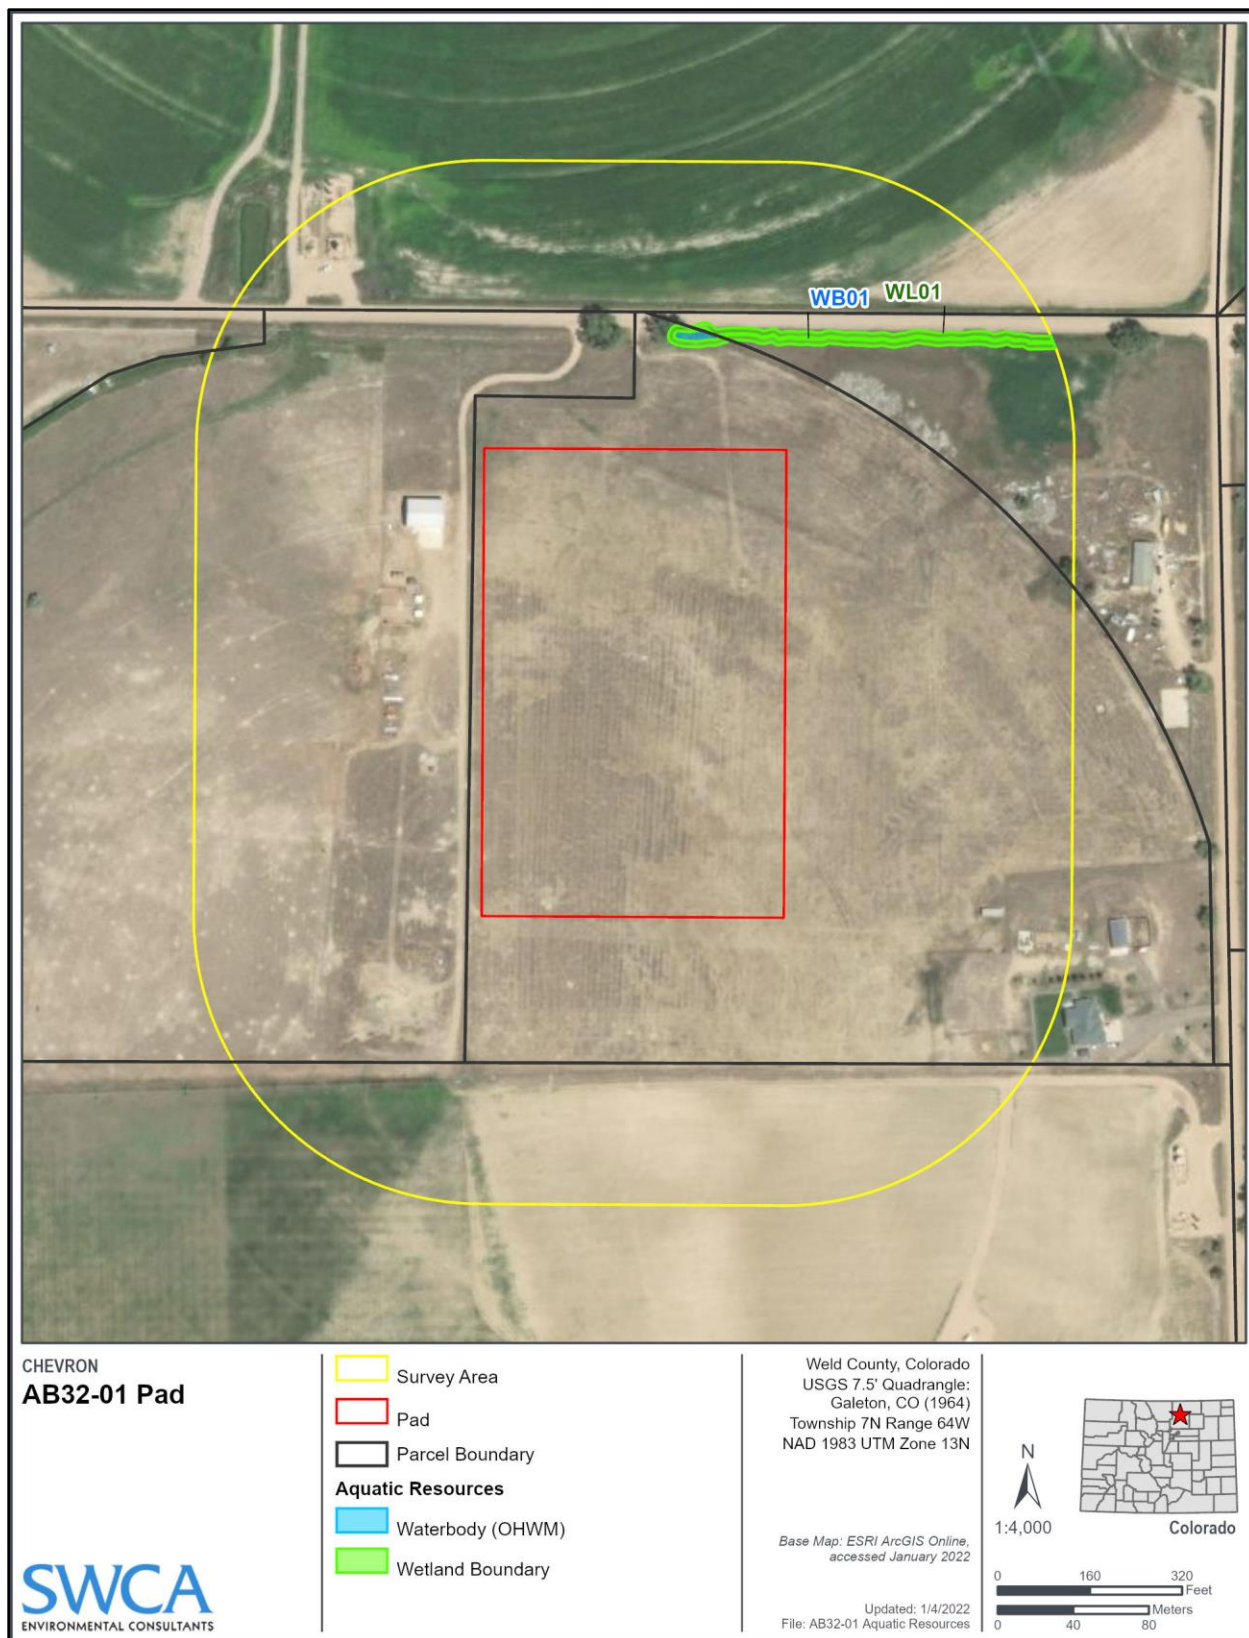 WB01 WL01
CHEVRON
AB32-01 Pad
SWCA
ENVIRONMENTAL CONSULTANTS
Survey Area
Pad
Parcel Boundary
Aquatic Resources
Waterbody (OHWM)
Wetland Boundary
Weld County, Colorado
USGS 7.5' Quadrangle:
Galeton, CO (1964)
Township 7N Range 64W
NAD 1983 UTM Zone 13N
Base Map: ESRI ArcGIS Online,
accessed January 2022
Updated: 1/4/2022
File: AB32-01 Aquatic Resources
N
1:4,000
Colorado
0 160 320
Feet
Meters
0 40 80